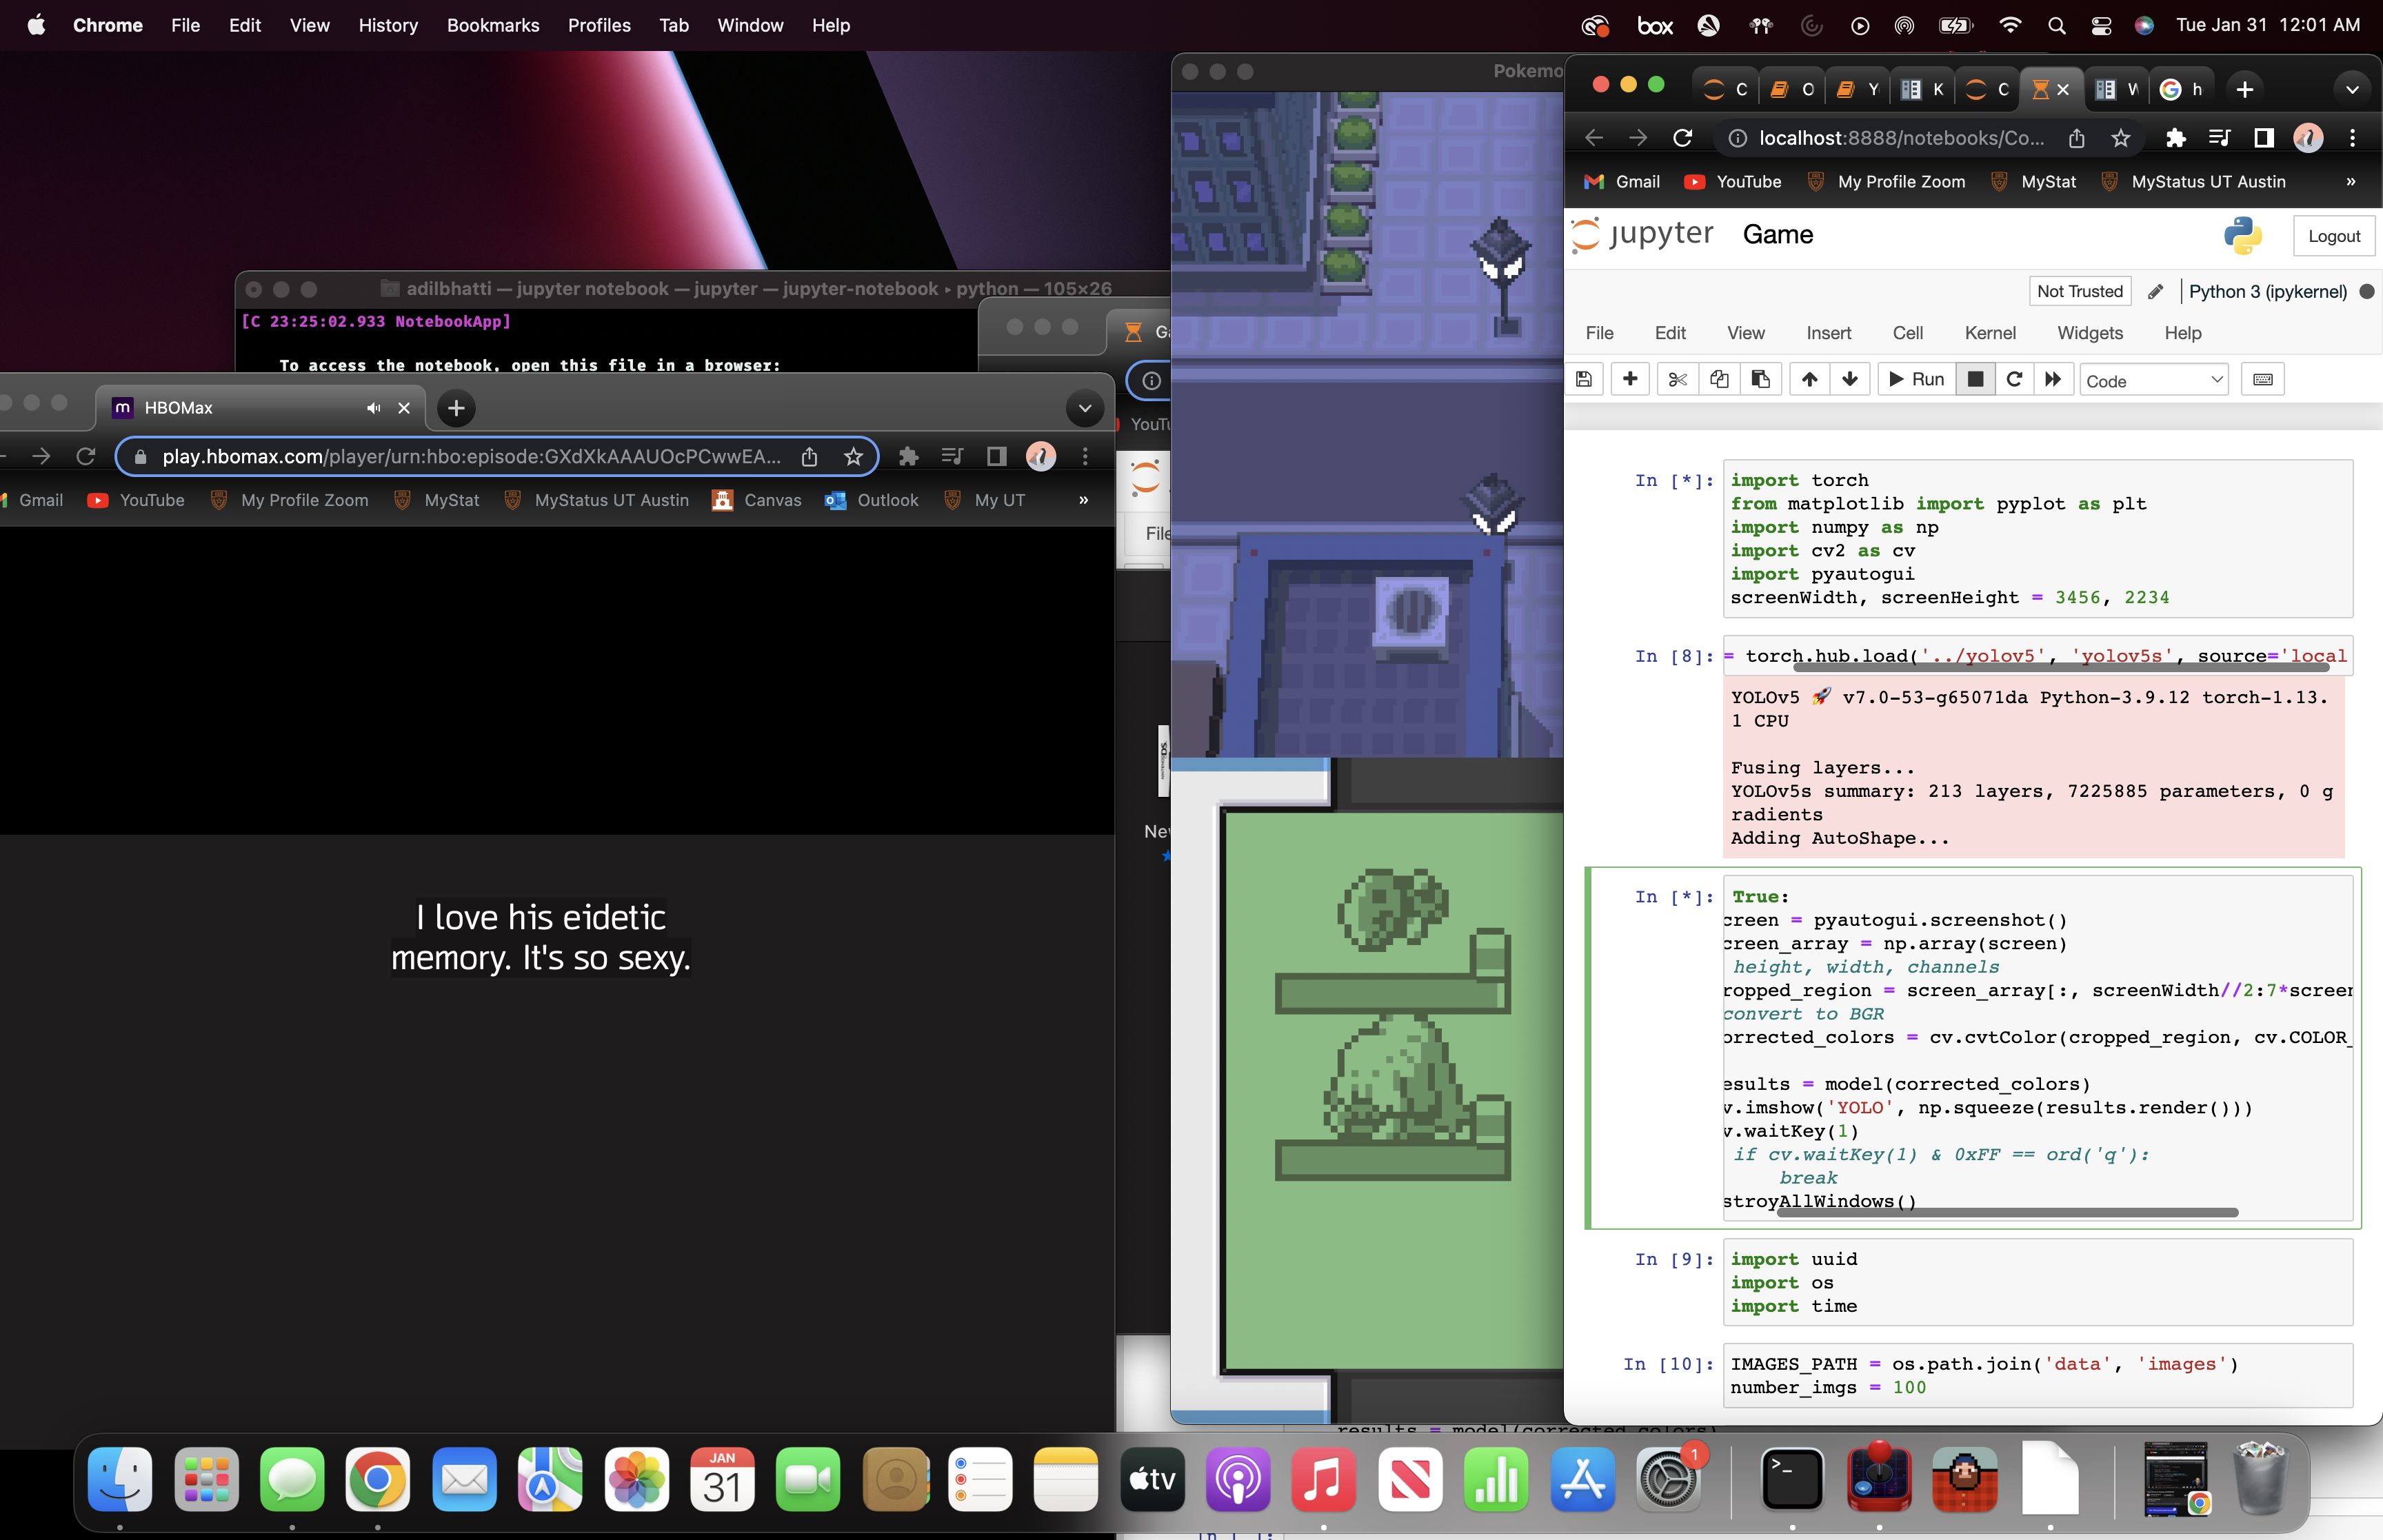 Chrome File Edit View History Bookmarks Profiles Tab Window Help
box
Tue Jan 31 12:01 AM
adilbhatti — jupyter notebook — jupyter — jupyter-notebook ▸ python — 105×26
[C 23:25:02.933 NotebookApp]
To access the notebook, open this file in a browser:
HBOMax
play.hbomax.com/player/urn:hbo:episode:GXdXkAAAUOcPCwwEA...
Gmail YouTube My Profile Zoom MyStat MyStatus UT Austin Canvas Outlook My UT »
I love his eidetic
memory. It's so sexy.
Ga
YouTu
File
Nev
Pokemo
C O Y K C W h
localhost:8888/notebooks/Co...
Gmail YouTube My Profile Zoom MyStat MyStatus UT Austin »
jupyter Game
Logout
Not Trusted Python 3 (ipykernel)
File Edit View Insert Cell Kernel Widgets Help
Run Code
In [*]: import torch
from matplotlib import pyplot as plt
import numpy as np
import cv2 as cv
import pyautogui
screenWidth, screenHeight = 3456, 2234
In [8]: = torch.hub.load('../yolov5', 'yolov5s', source='local
YOLOv5 🚀 v7.0-53-g65071da Python-3.9.12 torch-1.13.
1 CPU
Fusing layers...
YOLOv5s summary: 213 layers, 7225885 parameters, 0 g
radients
Adding AutoShape...
In [*]: True:
creen = pyautogui.screenshot()
creen_array = np.array(screen)
height, width, channels
ropped_region = screen_array[:, screenWidth//2:7*screen
convert to BGR
orrected_colors = cv.cvtColor(cropped_region, cv.COLOR_
esults = model(corrected_colors)
v.imshow('YOLO', np.squeeze(results.render()))
v.waitKey(1)
if cv.waitKey(1) & 0xFF == ord('q'):
break
stroyAllWindows()
In [9]: import uuid
import os
import time
In [10]: IMAGES_PATH = os.path.join('data', 'images')
number_imgs = 100
results = model(corrected_colors)
JAN
31
tv
1
>_